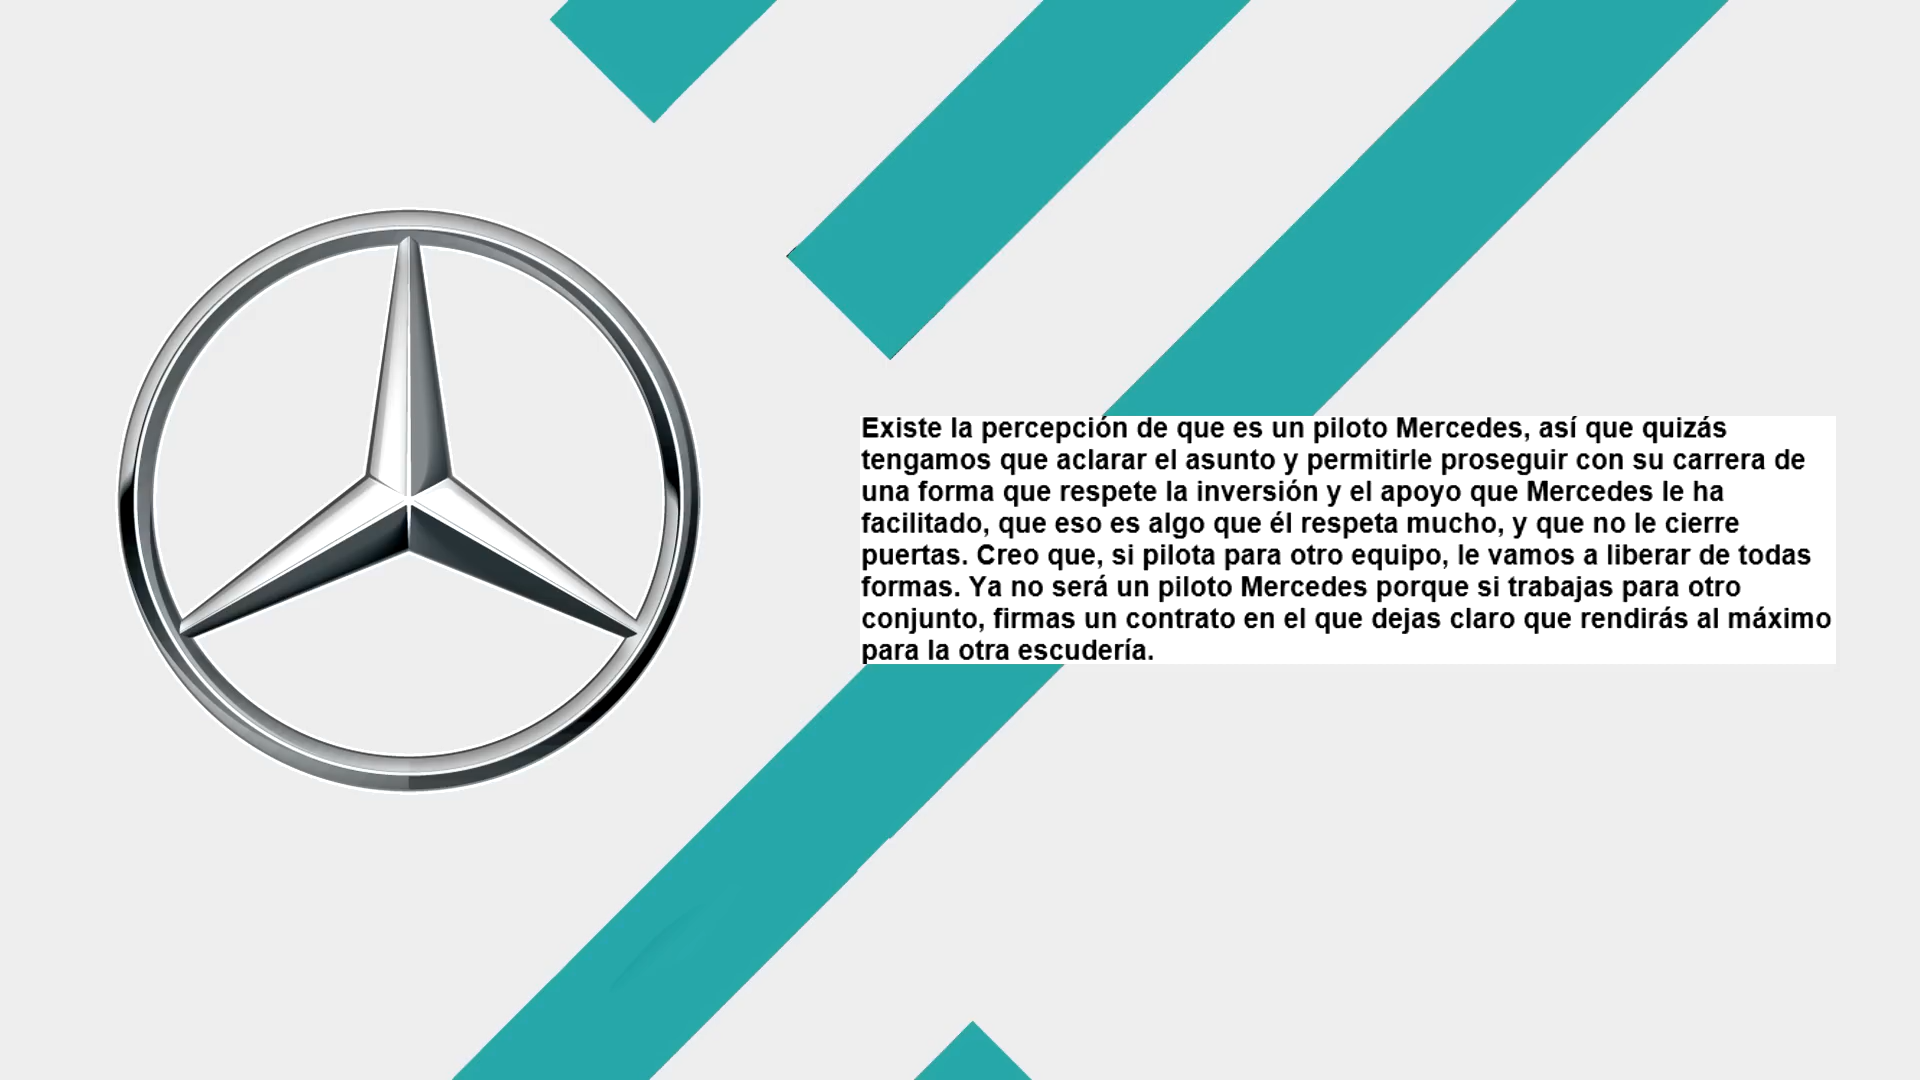 Existe la percepción de que es un piloto Mercedes, así que quizás
tengamos que aclarar el asunto y permitirle proseguir con su carrera de
una forma que respete la inversión y el apoyo que Mercedes le ha
facilitado, que eso es algo que él respeta mucho, y que no le cierre
puertas. Creo que, si pilota para otro equipo, le vamos a liberar de todas
formas. Ya no será un piloto Mercedes porque si trabajas para otro
conjunto, firmas un contrato en el que dejas claro que rendirás al máximo
para la otra escudería.